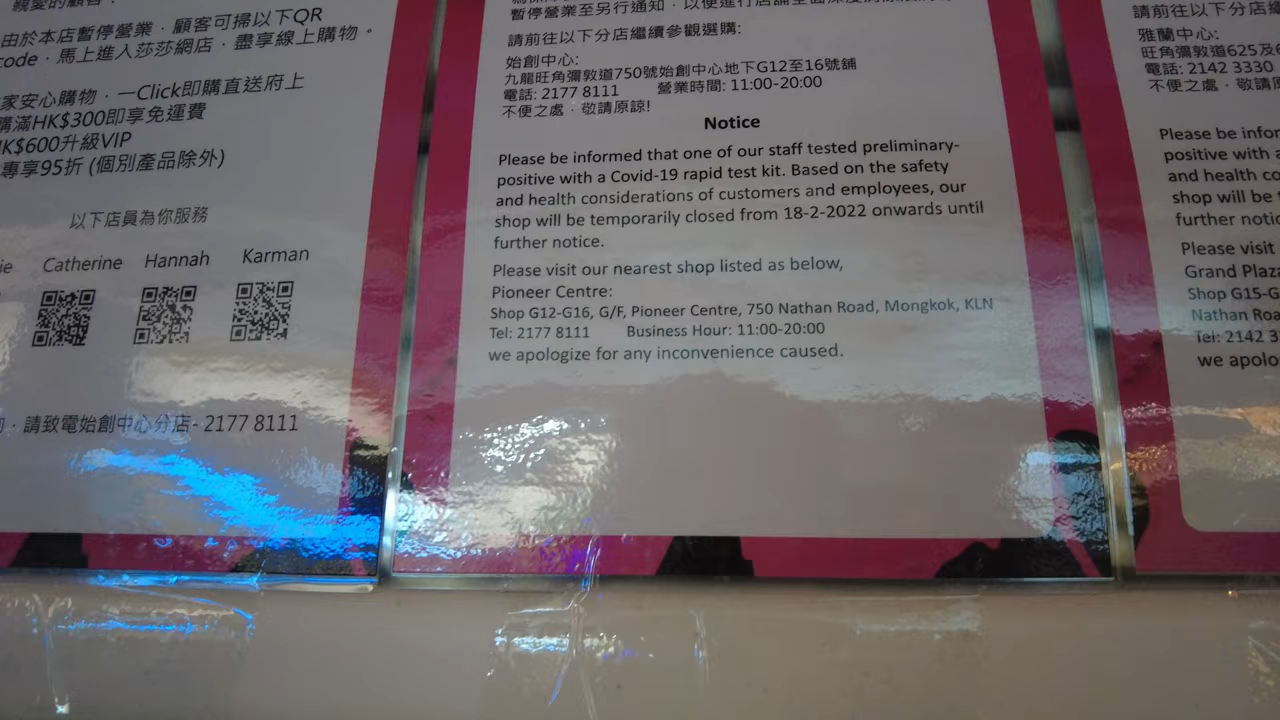 親愛的顧客：
由於本店暫停營業，顧客可掃以下QR
code，馬上進入莎莎網店，盡享線上購物。
家安心購物，一Click即購直送府上
購滿HK$300即享免運費
HK$600升級VIP
專享95折 (個別產品除外)
以下店員為你服務
ie Catherine Hannah Karman
，請致電始創中心分店- 2177 8111
暫停營業至另行通知，以便進行店舖全面深度
請前往以下分店繼續參觀選購:
始創中心:
九龍旺角彌敦道750號始創中心地下G12至16號舖
電話: 2177 8111 營業時間: 11:00-20:00
不便之處，敬請原諒!
Notice
Please be informed that one of our staff tested preliminary-
positive with a Covid-19 rapid test kit. Based on the safety
and health considerations of customers and employees, our
shop will be temporarily closed from 18-2-2022 onwards until
further notice.
Please visit our nearest shop listed as below,
Pioneer Centre:
Shop G12-G16, G/F, Pioneer Centre, 750 Nathan Road, Mongkok, KLN
Tel: 2177 8111 Business Hour: 11:00-20:00
we apologize for any inconvenience caused.
請前往以下分店繼
雅蘭中心:
旺角彌敦道625及6
電話: 2142 3330
不便之處，敬請原
Please be infor
positive with a
and health co
shop will be
further notic
Please visit
Grand Plaza
Shop G15-G
Nathan Roa
Tel: 2142 3
we apolo